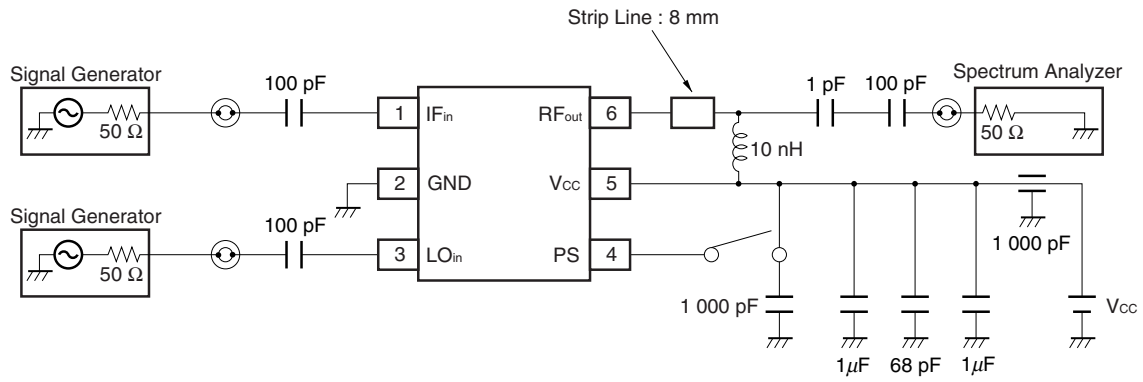 Strip Line : 8 mm
Signal Generator
100 pF
1 pF
100 pF
Spectrum Analyzer
50 Ω
1
IFin
RFout
6
50 Ω
10 nH
2
GND
VCC
5
Signal Generator
100 pF
1 000 pF
50 Ω
3
LOin
PS
4
1 000 pF
VCC
1μF
68 pF
1μF